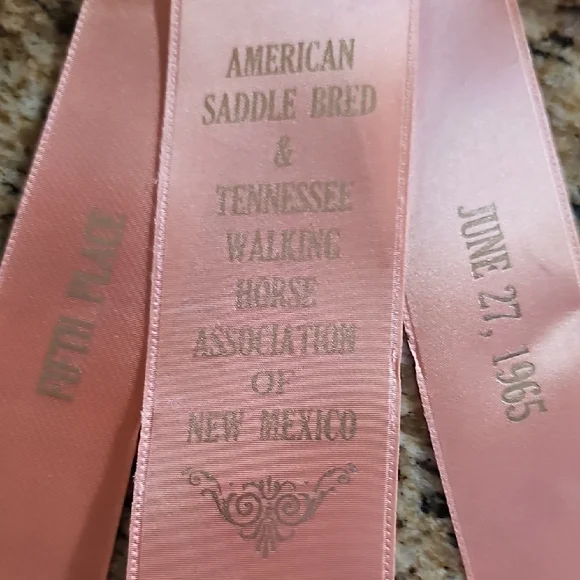 FIFTH PLACE
AMERICAN
SADDLE BRED
&
TENNESSEE
WALKING
HORSE
ASSOCIATION
OF
NEW MEXICO
JUNE 27, 1965